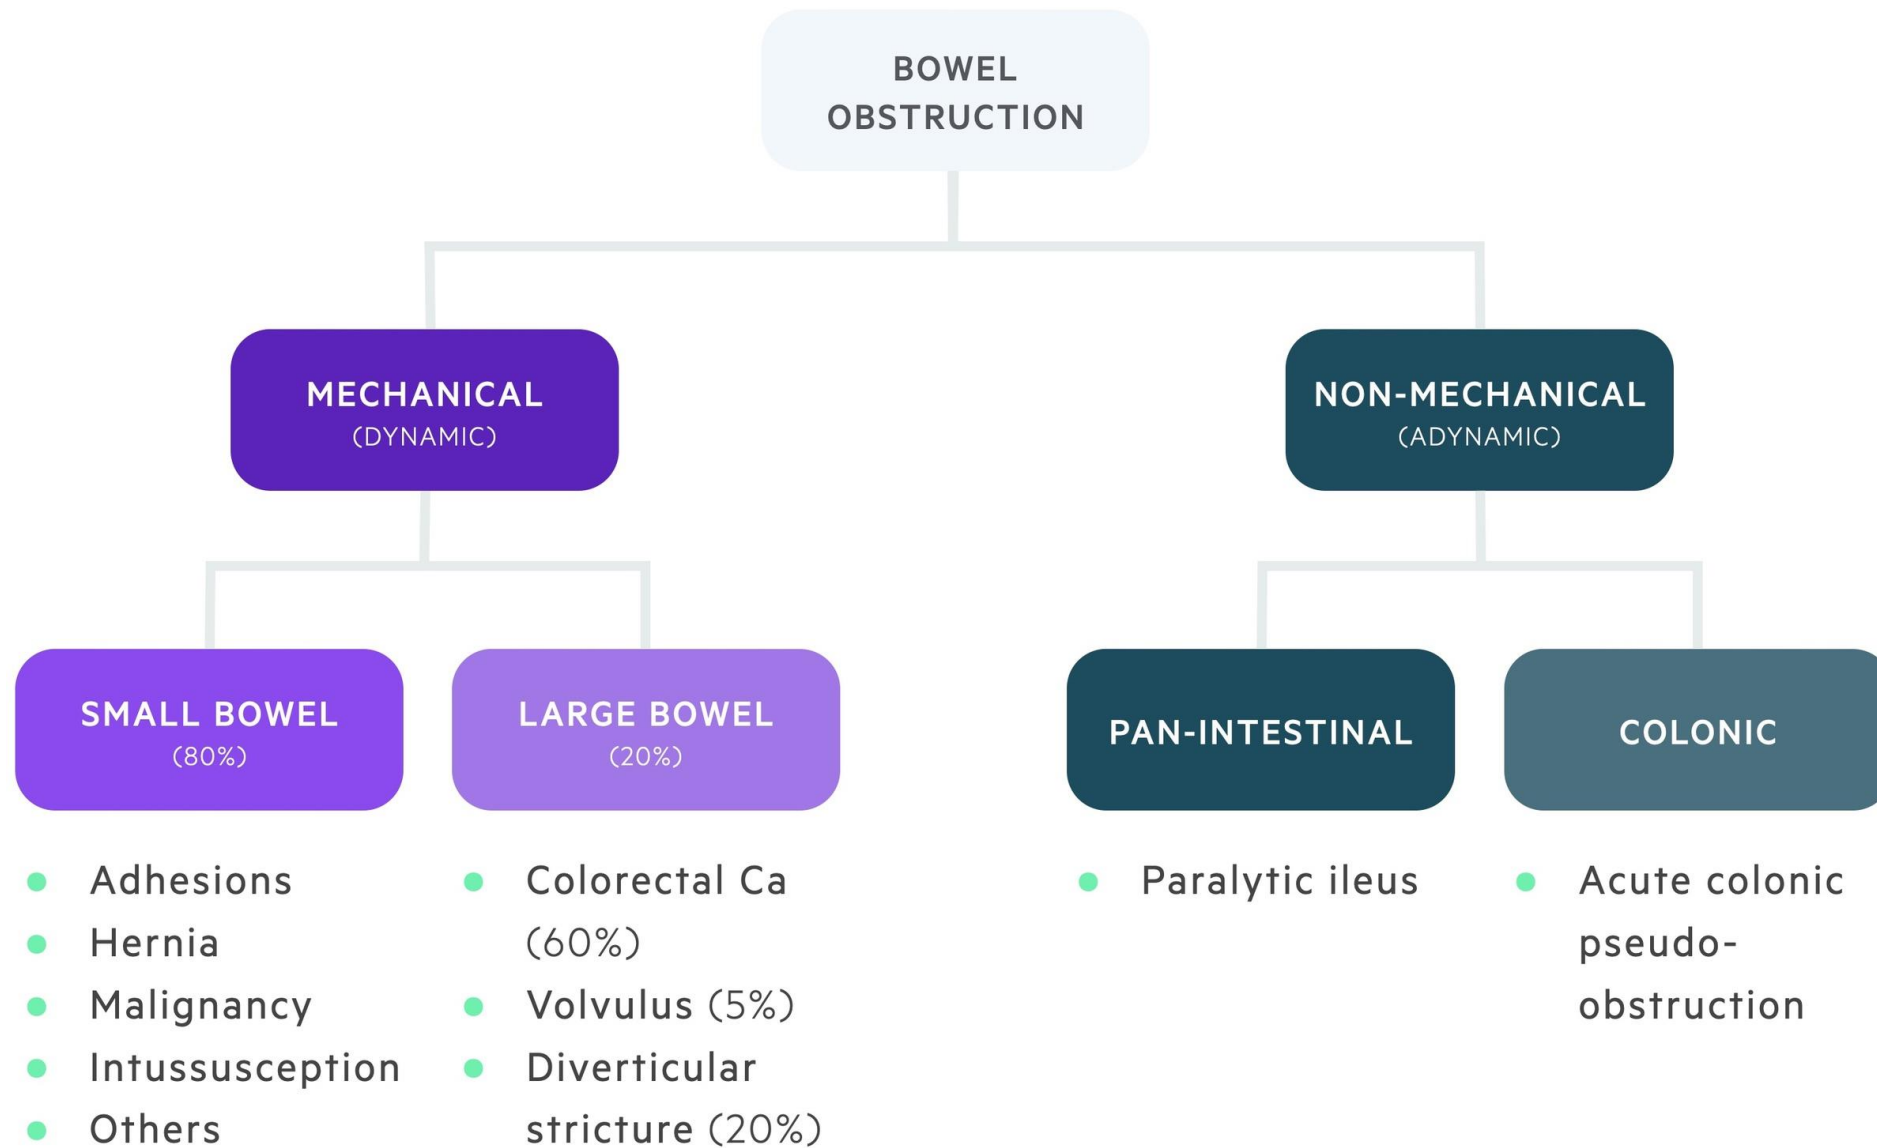 BOWEL
OBSTRUCTION
MECHANICAL
(DYNAMIC)
NON-MECHANICAL
(ADYNAMIC)
SMALL BOWEL
(80%)
LARGE BOWEL
(20%)
PAN-INTESTINAL
COLONIC
Adhesions
Hernia
Malignancy
Intussusception
Others
Colorectal Ca
(60%)
Volvulus (5%)
Diverticular
stricture (20%)
Paralytic ileus
Acute colonic
pseudo-
obstruction